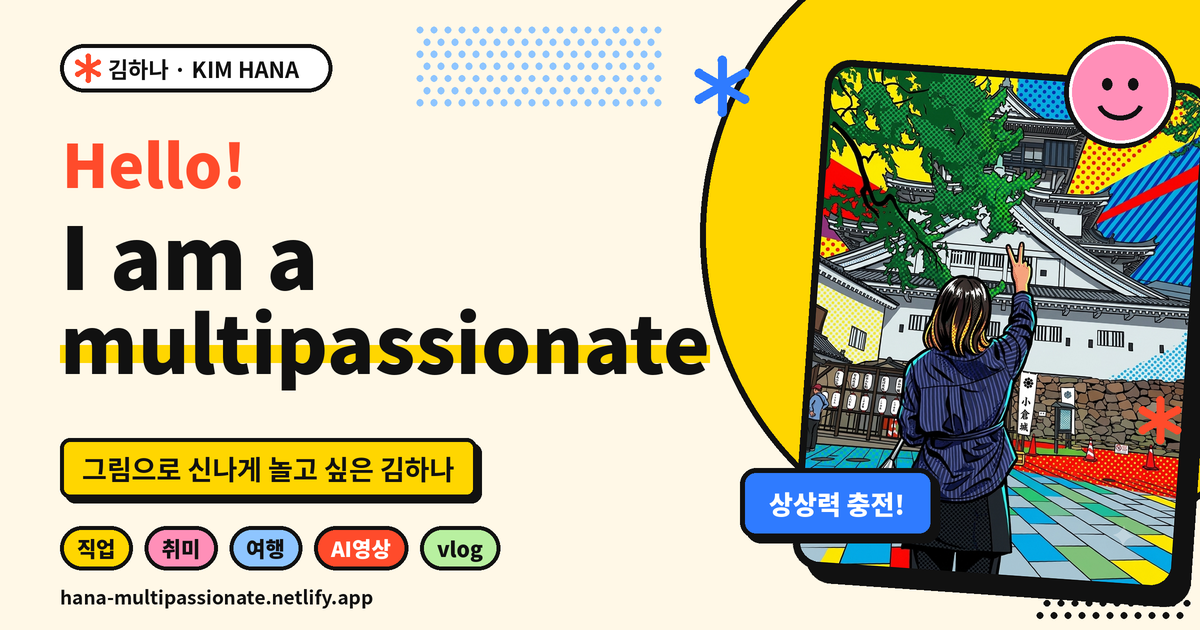 김하나 · KIM HANA
Hello!
I am a
multipassionate
그림으로 신나게 놀고 싶은 김하나
직업 취미 여행 AI영상 vlog
hana-multipassionate.netlify.app
小倉城
상상력 충전!